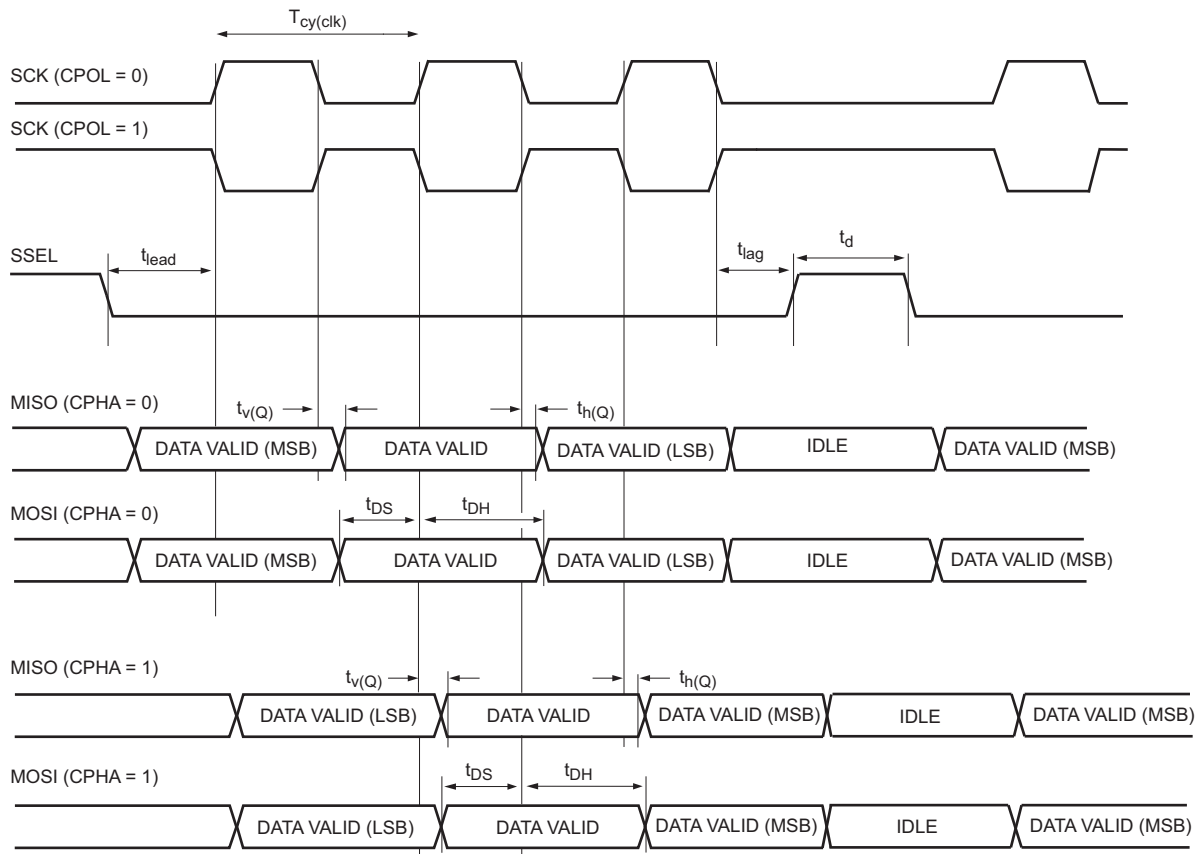 Tcy(clk)
SCK (CPOL = 0)
SCK (CPOL = 1)
SSEL
tlead
tlag
td
MISO (CPHA = 0)
tv(Q)
th(Q)
DATA VALID (MSB) DATA VALID DATA VALID (LSB) IDLE DATA VALID (MSB)
tDS tDH
MOSI (CPHA = 0)
DATA VALID (MSB) DATA VALID DATA VALID (LSB) IDLE DATA VALID (MSB)
MISO (CPHA = 1)
tv(Q)
th(Q)
DATA VALID (LSB) DATA VALID DATA VALID (MSB) IDLE DATA VALID (MSB)
tDS tDH
MOSI (CPHA = 1)
DATA VALID (LSB) DATA VALID DATA VALID (MSB) IDLE DATA VALID (MSB)